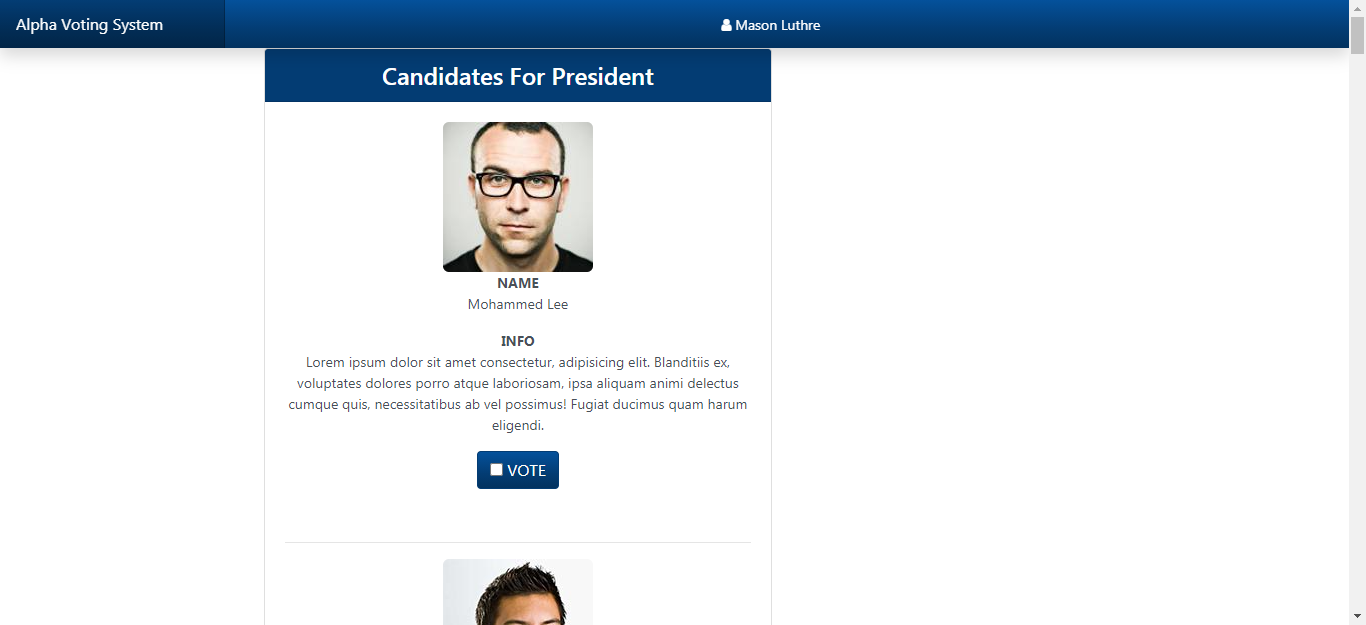 Alpha Voting System
Mason Luthre
Candidates For President
NAME
Mohammed Lee
INFO
Lorem ipsum dolor sit amet consectetur, adipisicing elit. Blanditiis ex,
voluptates dolores porro atque laboriosam, ipsa aliquam animi delectus
cumque quis, necessitatibus ab vel possimus! Fugiat ducimus quam harum
eligendi.
VOTE